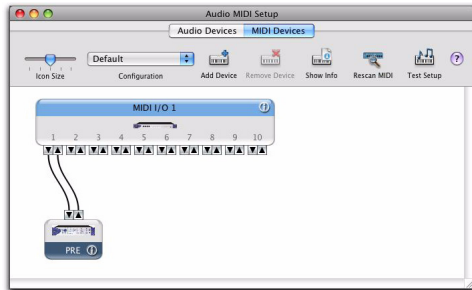 Audio MIDI Setup
Audio Devices MIDI Devices
Default
Icon Size Configuration Add Device Remove Device Show Info Rescan MIDI Test Setup ?
MIDI I/O 1 i
1 2 3 4 5 6 7 8 9 10
PRE i